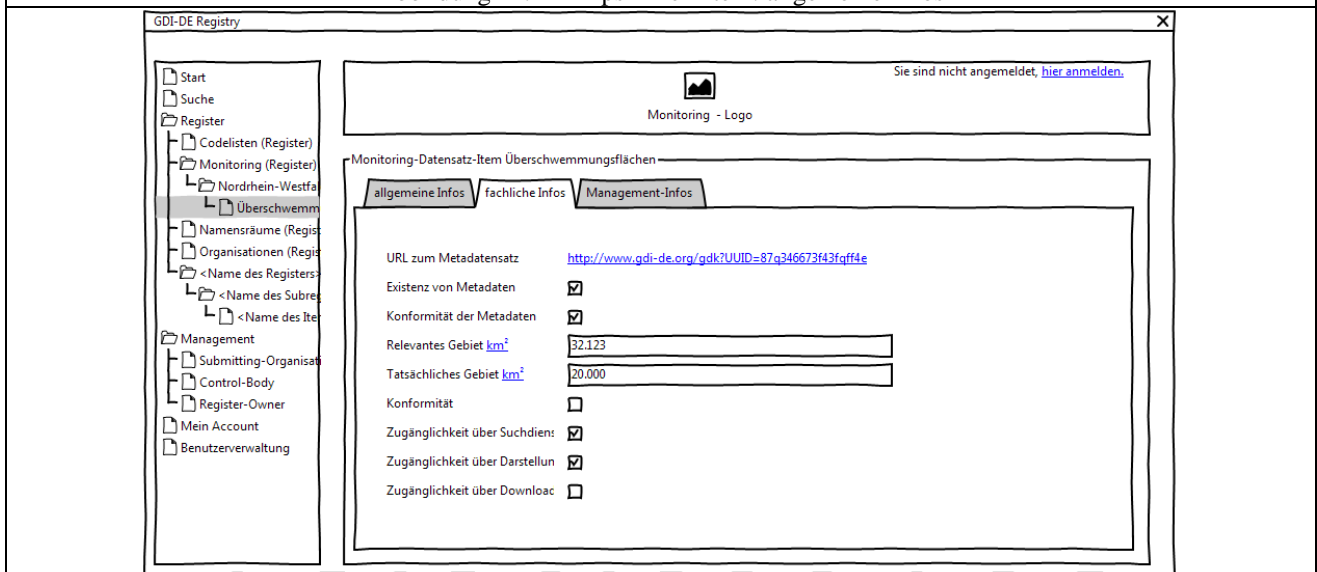 GDI-DE Registry
Sie sind nicht angemeldet, hier anmelden.
Monitoring - Logo
Start
Suche
Register
Codelisten (Register)
Monitoring (Register)
Nordrhein-Westfal
Überschwemm
Namensräume (Regist
Organisationen (Regis
<Name des Registers>
<Name des Subreg
<Name des Iter
Management
Submitting-Organisati
Control-Body
Register-Owner
Mein Account
Benutzerverwaltung
Monitoring-Datensatz-Item Überschwemmungsflächen
allgemeine Infos fachliche Infos Management-Infos
URL zum Metadatensatz http://www.gdi-de.org/gdk?UUID=87q346673f43fqff4e
Existenz von Metadaten
Konformität der Metadaten
Relevantes Gebiet km² 32.123
Tatsächliches Gebiet km² 20.000
Konformität
Zugänglichkeit über Suchdiens
Zugänglichkeit über Darstellun
Zugänglichkeit über Downloac